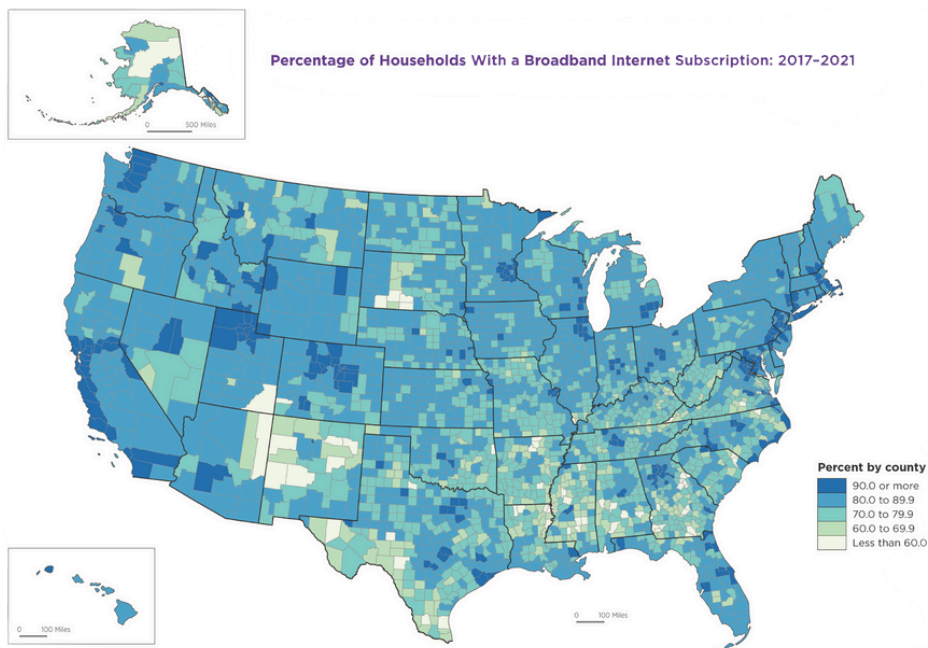 Percentage of Households With a Broadband Internet Subscription: 2017–2021
0 500 Miles
Percent by county
90.0 or more
80.0 to 89.9
70.0 to 79.9
60.0 to 69.9
Less than 60.0
0 100 Miles
0 100 Miles